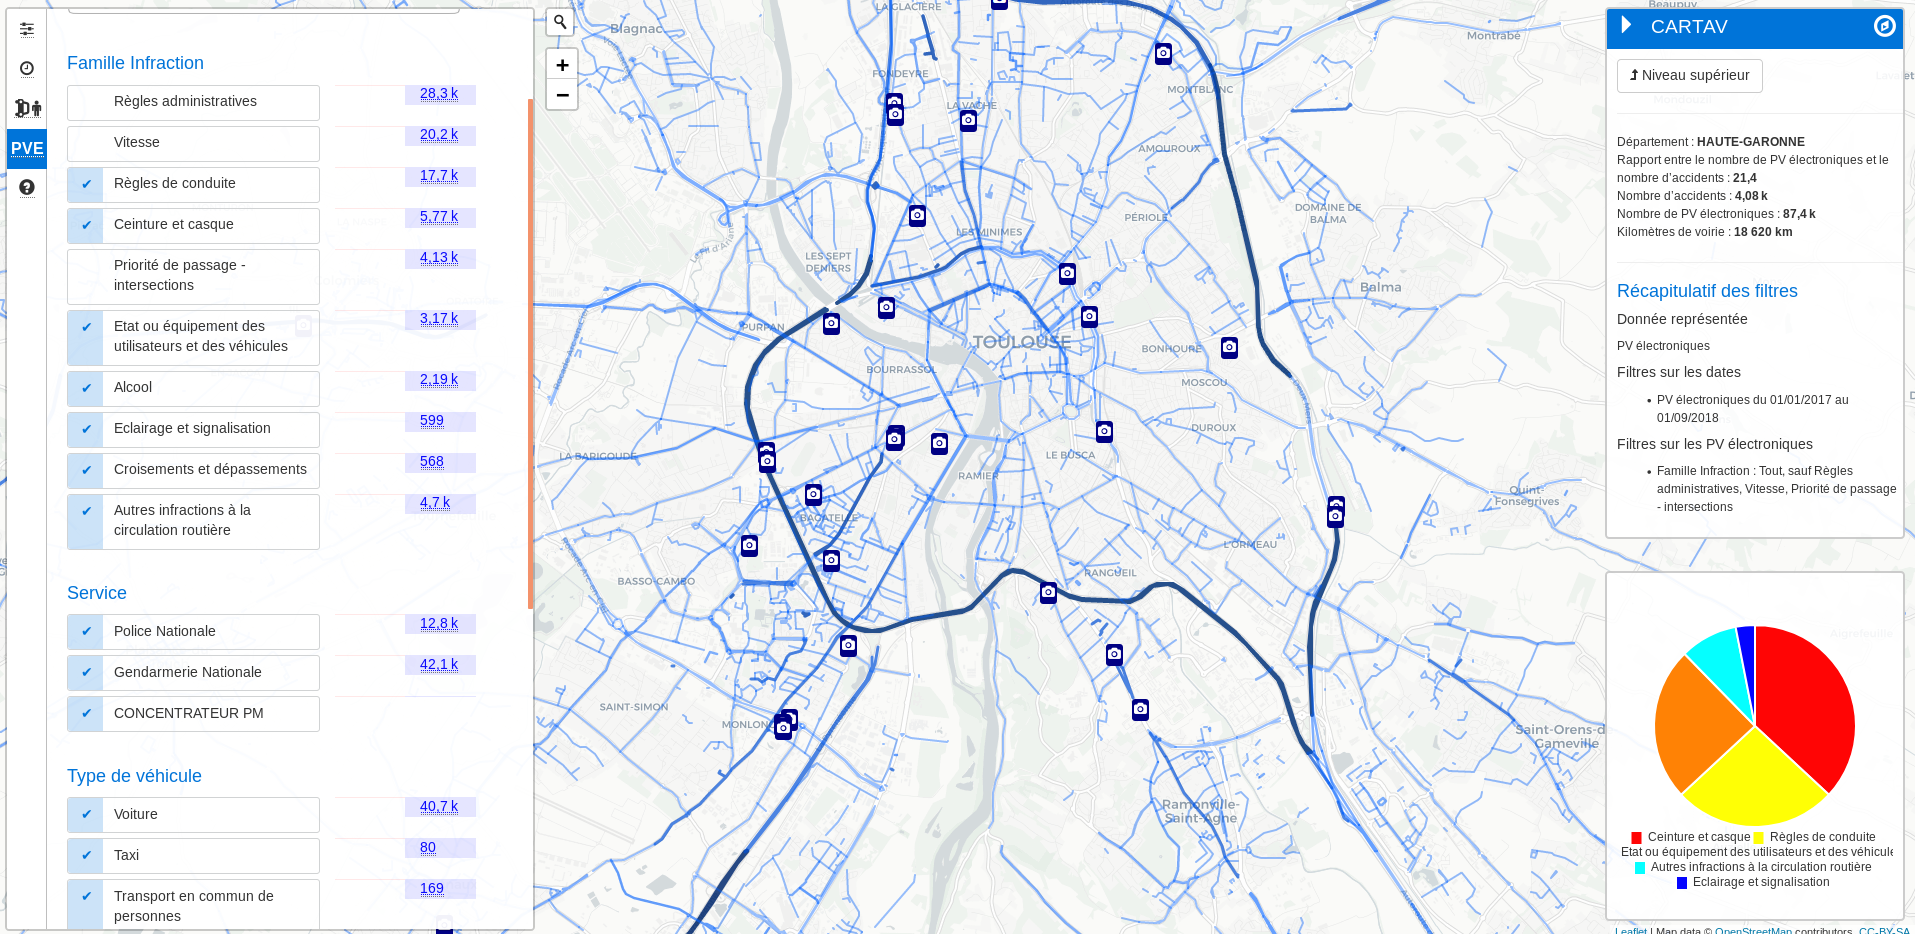 PVE
Famille Infraction
Règles administratives
28,3 k
Vitesse
20,2 k
Règles de conduite
17,7 k
Ceinture et casque
5,77 k
Priorité de passage -
intersections
4,13 k
Etat ou équipement des
utilisateurs et des véhicules
3,17 k
Alcool
2,19 k
Eclairage et signalisation
599
Croisements et dépassements
568
Autres infractions à la
circulation routière
4,7 k
Service
Police Nationale
12,8 k
Gendarmerie Nationale
42,1 k
CONCENTRATEUR PM
Type de véhicule
Voiture
40,7 k
Taxi
80
Transport en commun de
personnes
169
+
−
LA GLACIÈRE
Beaupuy
Blagnac
Montrabé
FONDEYRE
MONTBLANC
LA VACHE
AMOUROUX
DOMAINE DE
BALMA
PÉRIOLE
LES MINIMES
LES SEPT
DENIERS
Balma
PURPAN
TOULOUSE
BONHOURE
BOURRASSOL
MOSCOU
DUROUX
LA BARIGOUDE
LE BUSCA
RAMIER
Quint-
Fonsegrives
BAGATELLE
L'ORMEAU
BASSO-CAMBO
RANGUEIL
SAINT-SIMON
MONLON
Saint-Orens-d
Gameville
Ramonville-
Saint-Agne
CARTAV
Niveau supérieur
Département : HAUTE-GARONNE
Rapport entre le nombre de PV électroniques et le
nombre d’accidents : 21,4
Nombre d’accidents : 4,08 k
Nombre de PV électroniques : 87,4 k
Kilomètres de voirie : 18 620 km
Récapitulatif des filtres
Donnée représentée
PV électroniques
Filtres sur les dates
• PV électroniques du 01/01/2017 au
01/09/2018
Filtres sur les PV électroniques
• Famille Infraction : Tout, sauf Règles
administratives, Vitesse, Priorité de passage
- intersections
Aigrefeuille
Ceinture et casque Règles de conduite
Etat ou équipement des utilisateurs et des véhicule
Autres infractions à la circulation routière
Eclairage et signalisation
Leaflet | Map data © OpenStreetMap contributors, CC-BY-SA